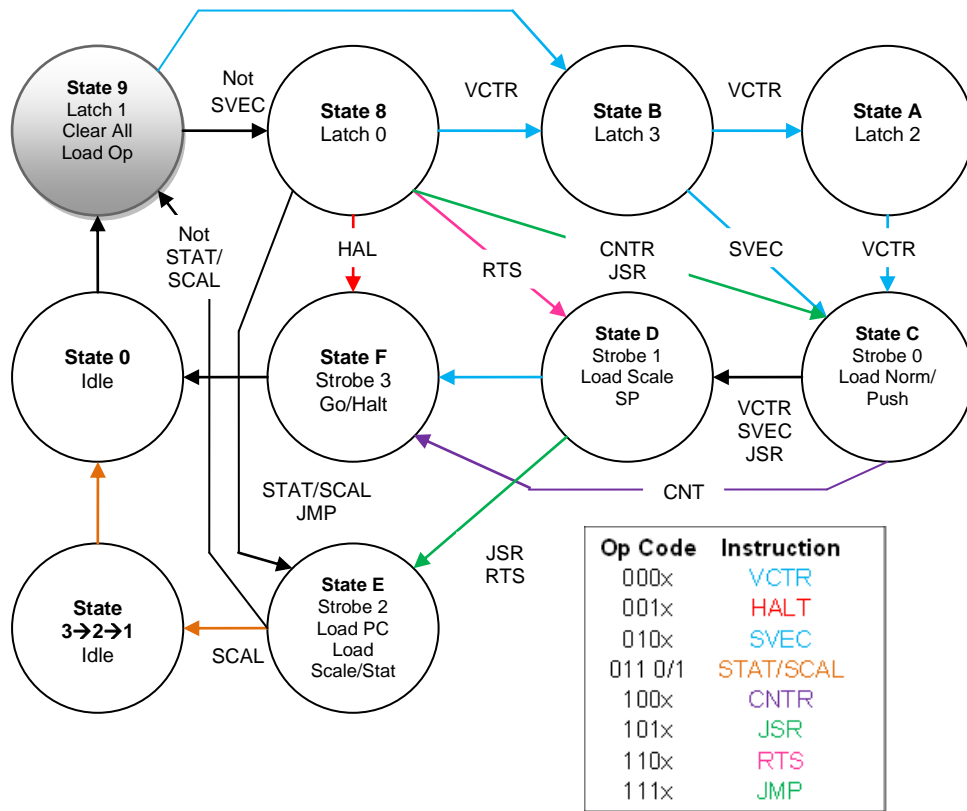 State 9
Latch 1
Clear All
Load Op
Not
SVEC
State 8
Latch 0
VCTR
State B
Latch 3
VCTR
State A
Latch 2
Not
STAT/
SCAL
HAL
RTS
CNTR
JSR
SVEC
VCTR
State 0
Idle
State F
Strobe 3
Go/Halt
State D
Strobe 1
Load Scale
SP
State C
Strobe 0
Load Norm/
Push
VCTR
SVEC
JSR
CNT
STAT/SCAL
JMP
JSR
RTS
State
3→2→1
Idle
SCAL
State E
Strobe 2
Load PC
Load
Scale/Stat
Op Code Instruction
000x VCTR
001x HALT
010x SVEC
011 0/1 STAT/SCAL
100x CNTR
101x JSR
110x RTS
111x JMP